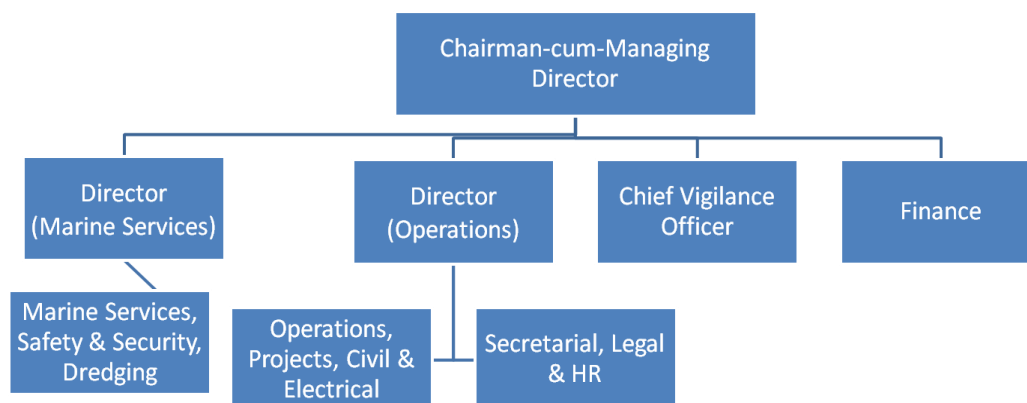 Chairman-cum-Managing
Director
Director
(Marine Services)
Director
(Operations)
Chief Vigilance
Officer
Finance
Marine Services,
Safety & Security,
Dredging
Operations,
Projects, Civil &
Electrical
Secretarial, Legal
& HR